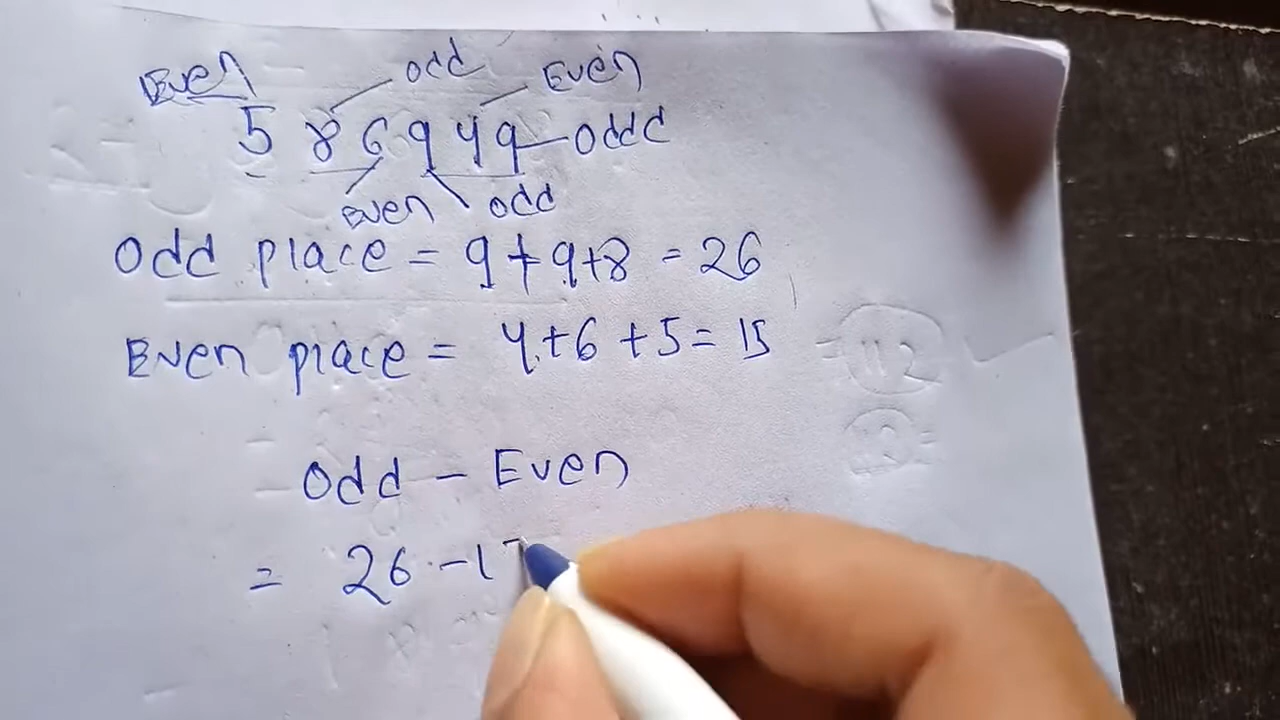 Even odd Even
5 8 6 9 4 9 - oddd
Even odd
Odd place = 9+9+8 = 26
Even place = 4+6+5= 15
Odd - Even
= 26 - 1